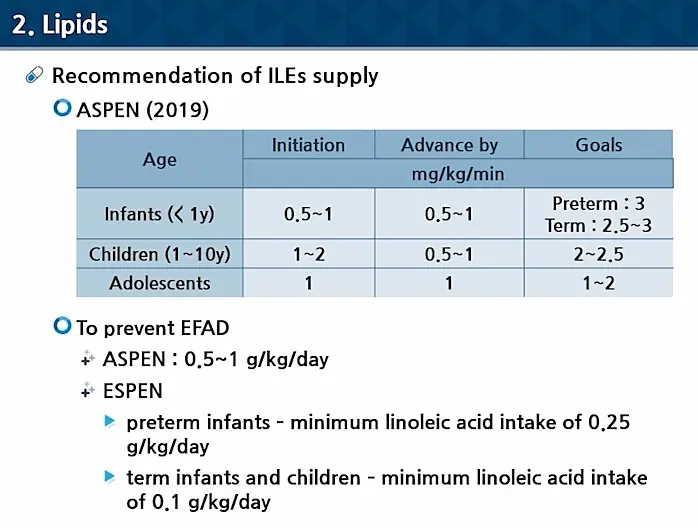 2. Lipids
Recommendation of ILEs supply
ASPEN (2019)
Age
Initiation
Advance by
Goals
mg/kg/min
Infants (< 1y)
0.5~1
0.5~1
Preterm : 3
Term : 2.5~3
Children (1~10y)
1~2
0.5~1
2~2.5
Adolescents
1
1
1~2
To prevent EFAD
ASPEN : 0.5~1 g/kg/day
ESPEN
preterm infants - minimum linoleic acid intake of 0.25
g/kg/day
term infants and children - minimum linoleic acid intake
of 0.1 g/kg/day